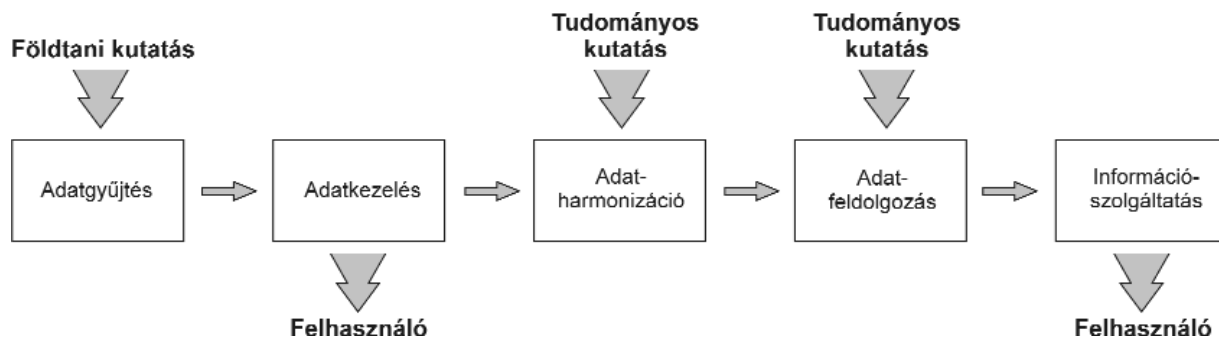 Földtani kutatás
Tudományos
kutatás
Tudományos
kutatás
Adatgyűjtés
Adatkezelés
Adat-
harmonizáció
Adat-
feldolgozás
Információ-
szolgáltatás
Felhasználó
Felhasználó